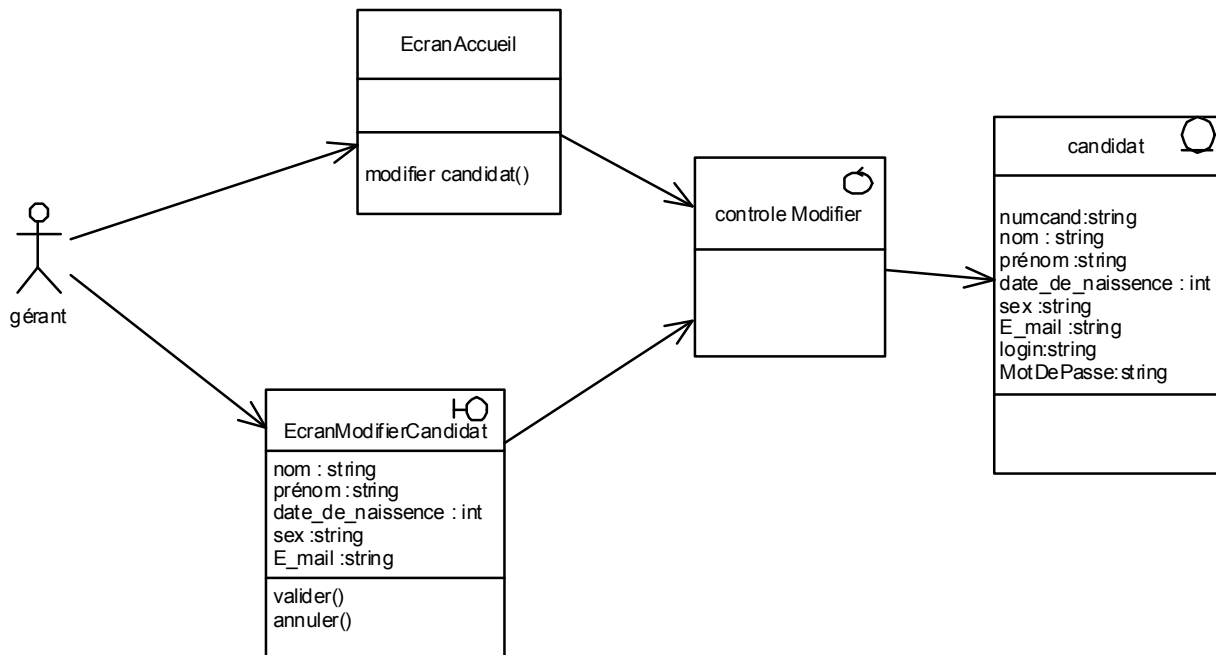 EcranAccueil
modifier candidat()
gérant
EcranModifierCandidat
nom : string
prénom :string
date_de_naissence : int
sex :string
E_mail :string
valider()
annuler()
controle Modifier
candidat
numcand:string
nom : string
prénom :string
date_de_naissence : int
sex :string
E_mail :string
login:string
MotDePasse:string